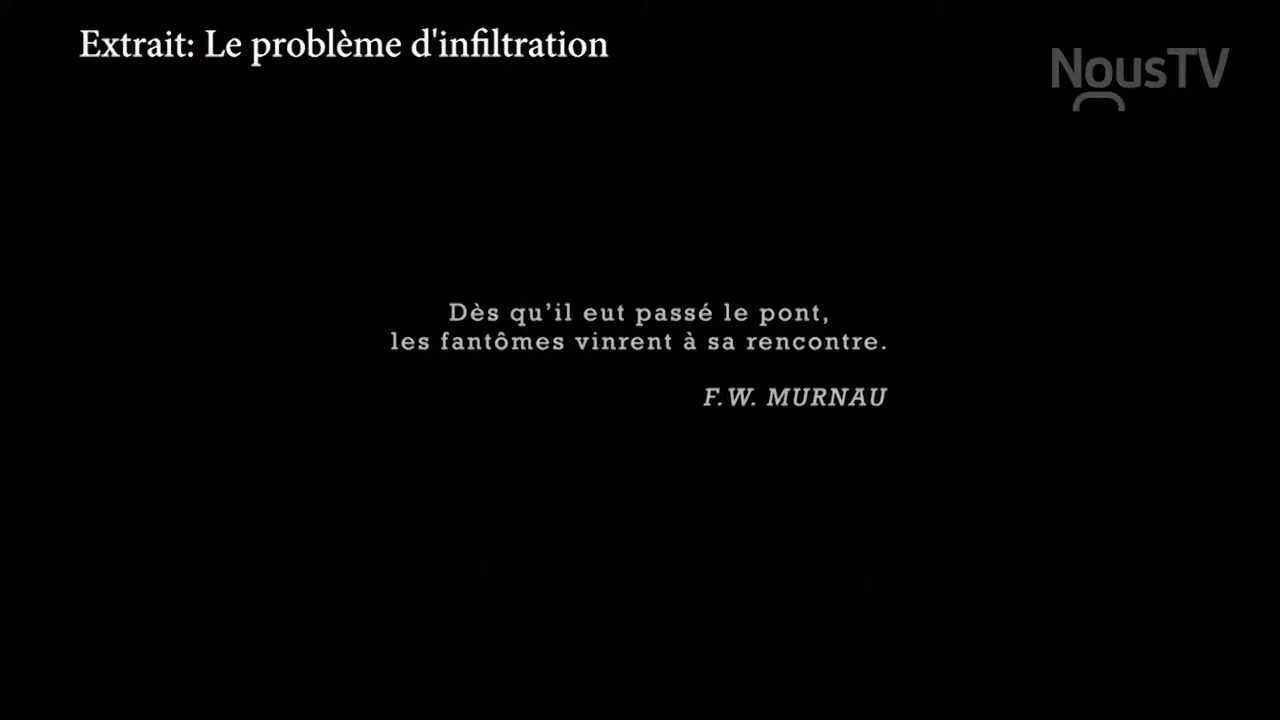 Extrait: Le problème d'infiltration
NousTV
Dès qu’il eut passé le pont,
les fantômes vinrent à sa rencontre.
F.W. MURNAU